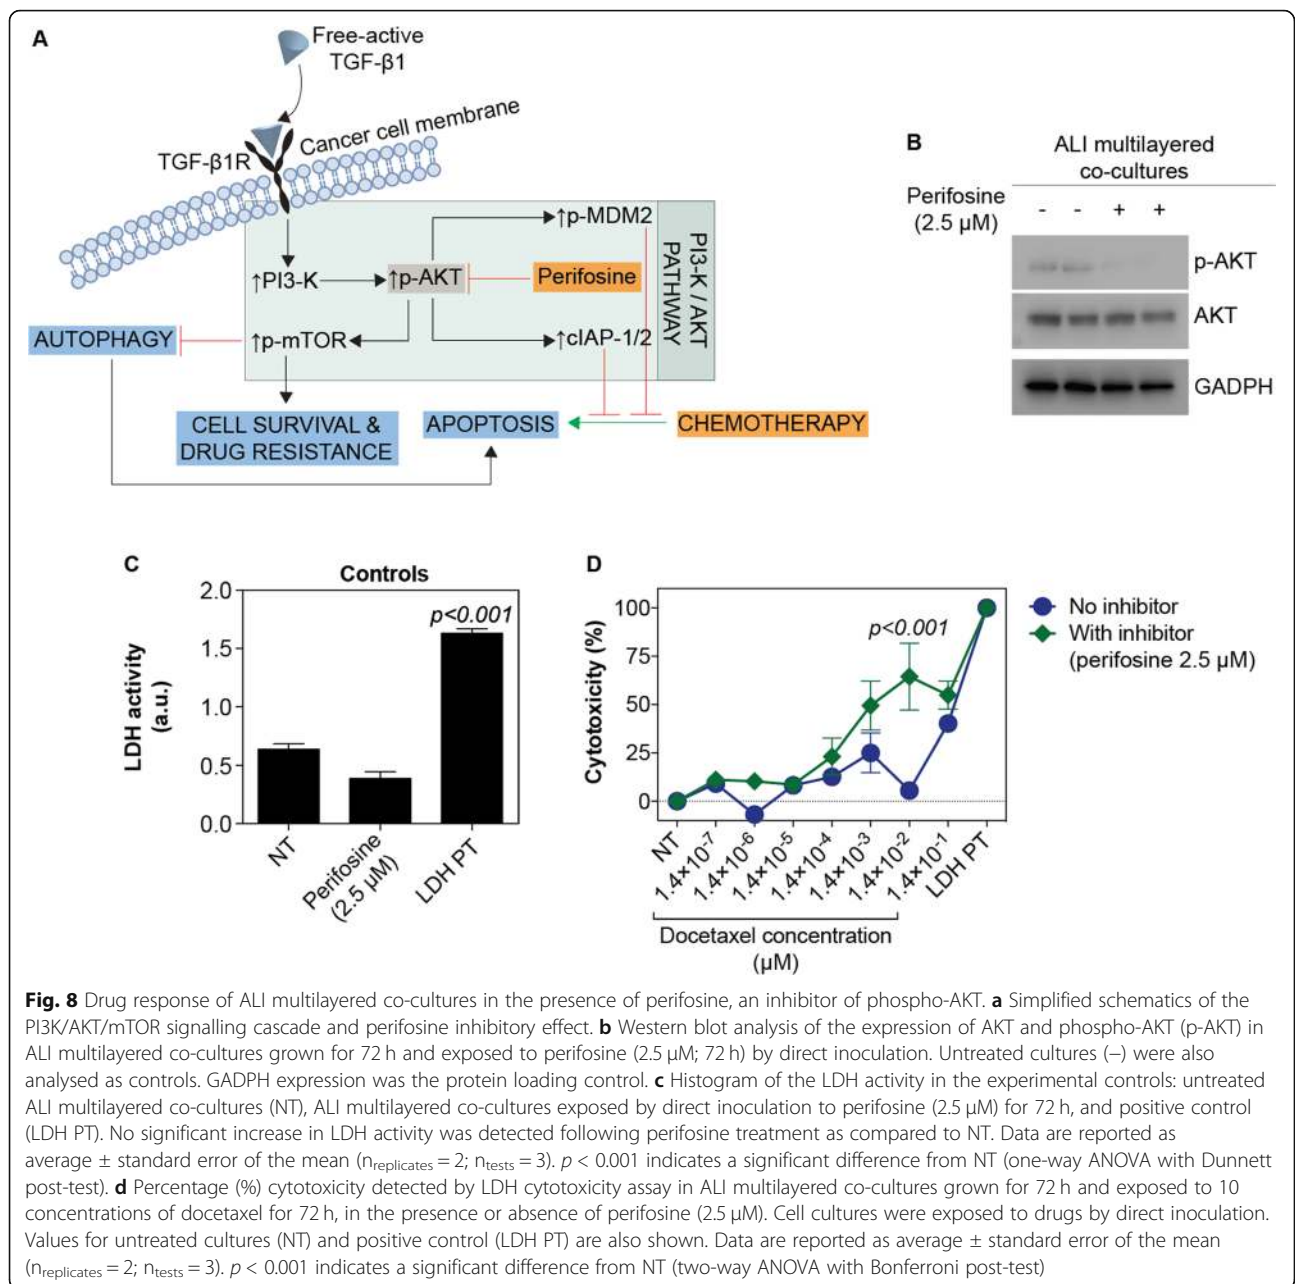 A
Free-active
TGF-β1
Cancer cell membrane
TGF-β1R
↑p-MDM2
↑PI3-K
↑p-AKT
Perifosine
PI3-K / AKT
PATHWAY
AUTOPHAGY
↑p-mTOR
↑cIAP-1/2
CELL SURVIVAL &
DRUG RESISTANCE
APOPTOSIS
CHEMOTHERAPY
B
ALI multilayered
co-cultures
Perifosine
(2.5 µM)
- - + +
p-AKT
AKT
GADPH
C
Controls
LDH activity
(a.u.)
2.0
1.5
1.0
0.5
0.0
p<0.001
NT
Perifosine
(2.5 µM)
LDH PT
D
Cytotoxicity (%)
100
75
50
25
0
p<0.001
No inhibitor
With inhibitor
(perifosine 2.5 µM)
NT
1.4×10⁻⁷
1.4×10⁻⁶
1.4×10⁻⁵
1.4×10⁻⁴
1.4×10⁻³
1.4×10⁻²
1.4×10⁻¹
LDH PT
Docetaxel concentration
(µM)
Fig. 8 Drug response of ALI multilayered co-cultures in the presence of perifosine, an inhibitor of phospho-AKT. a Simplified schematics of the
PI3K/AKT/mTOR signalling cascade and perifosine inhibitory effect. b Western blot analysis of the expression of AKT and phospho-AKT (p-AKT) in
ALI multilayered co-cultures grown for 72 h and exposed to perifosine (2.5 µM; 72 h) by direct inoculation. Untreated cultures (−) were also
analysed as controls. GADPH expression was the protein loading control. c Histogram of the LDH activity in the experimental controls: untreated
ALI multilayered co-cultures (NT), ALI multilayered co-cultures exposed by direct inoculation to perifosine (2.5 µM) for 72 h, and positive control
(LDH PT). No significant increase in LDH activity was detected following perifosine treatment as compared to NT. Data are reported as
average ± standard error of the mean (nreplicates = 2; ntests = 3). p < 0.001 indicates a significant difference from NT (one-way ANOVA with Dunnett
post-test). d Percentage (%) cytotoxicity detected by LDH cytotoxicity assay in ALI multilayered co-cultures grown for 72 h and exposed to 10
concentrations of docetaxel for 72 h, in the presence or absence of perifosine (2.5 µM). Cell cultures were exposed to drugs by direct inoculation.
Values for untreated cultures (NT) and positive control (LDH PT) are also shown. Data are reported as average ± standard error of the mean
(nreplicates = 2; ntests = 3). p < 0.001 indicates a significant difference from NT (two-way ANOVA with Bonferroni post-test)